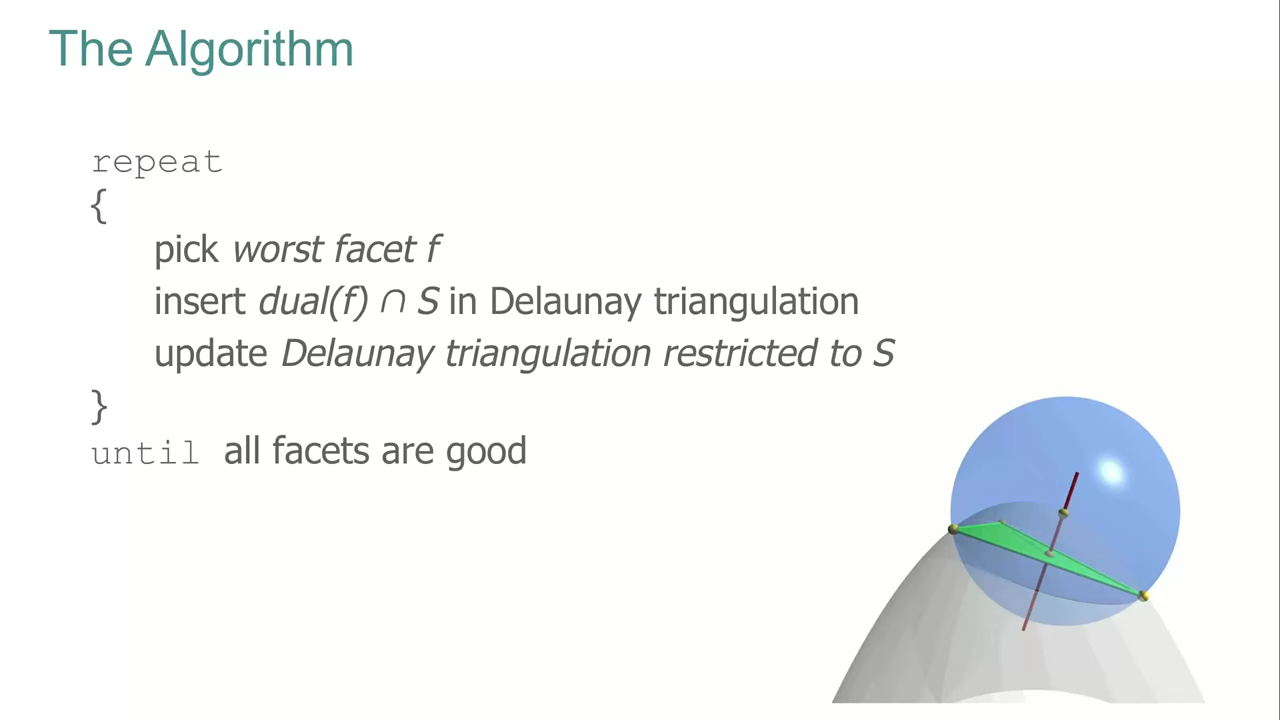 The Algorithm
repeat
{
pick worst facet f
insert dual(f) ∩ S in Delaunay triangulation
update Delaunay triangulation restricted to S
}
until all facets are good